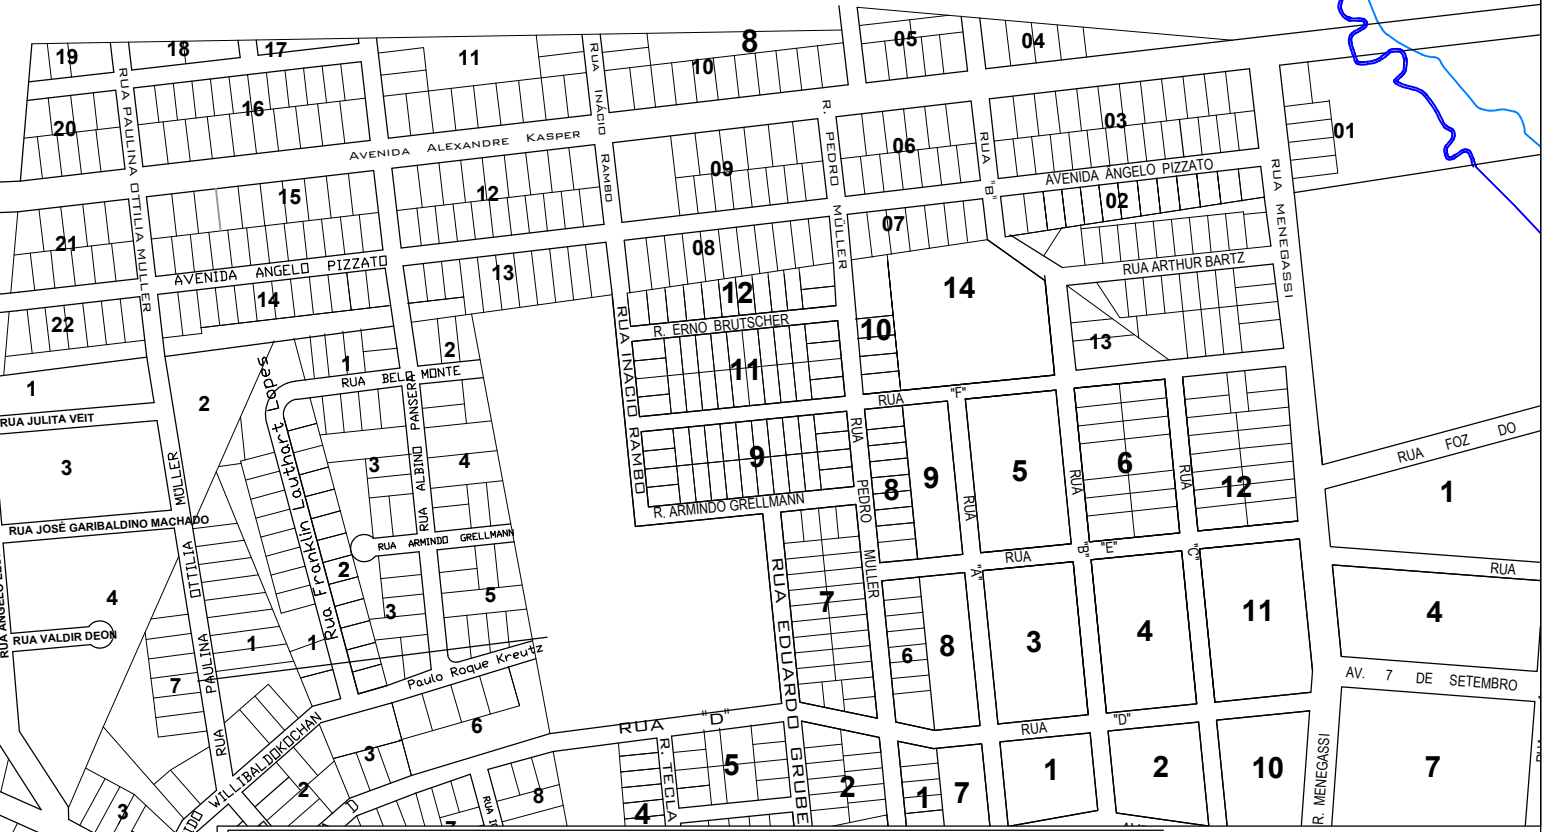 19
18
17
11
8
10
05
04
20
16
03
01
06
09
AVENIDA ALEXANDRE KASPER
RUA PAULINA OTILIA MULLER
RUA INÁCIO RAMBO
R. PEDRO MÜLLER
RUA "B"
RUA MENEGASSI
AVENIDA ÂNGELO PIZZATO
15
12
02
07
21
08
13
AVENIDA ANGELO PIZZATO
RUA ARTHUR BARTZ
14
12
14
22
R. ERNO BRUTSCHER
10
13
1
2
11
RUA BELO MONTE
1
2
RUA "F"
RUA JULITA VEIT
Rua Franklin Lauthart Lopes
RUA ALBINO PANSERA
RUA INACIO RAMBO
RUA PEDRO MULLER
RUA FOZ DO
3
3
4
9
9
5
6
12
8
1
R. ARMINDO GRELLMANN
RUA JOSÉ GARIBALDINO MACHADO
RUA PAULINA OTTILIA MÜLLER
RUA ARMINDO GRELLMANN
RUA "A"
RUA "B"
RUA "C"
RUA "E"
RUA
2
4
3
5
7
6
8
3
4
11
4
RUA VALDIR DEON
1
1
7
RUA EDUARDO GRUBE
Paulo Roque Kreutz
AV. 7 DE SETEMBRO
6
RUA "D"
RUA "D"
WILLIBALDO KOCHAN
3
2
3
8
R. TECLA
5
4
2
1
7
1
2
10
R. MENEGASSI
7